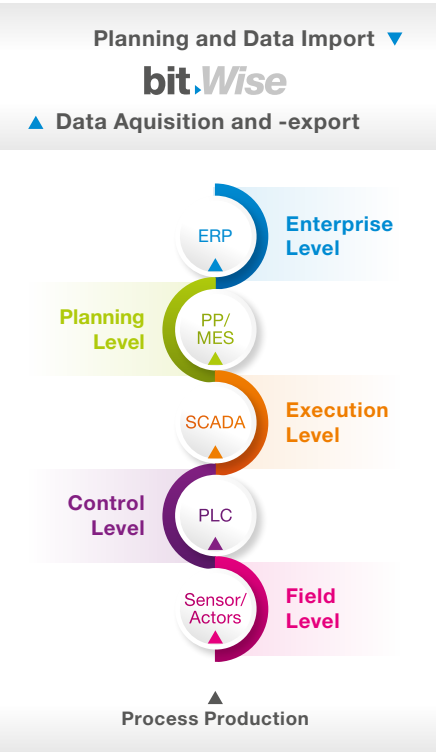 Planning and Data Import
bit.Wise
Data Aquisition and -export
ERP
Enterprise
Level
Planning
Level
PP/
MES
SCADA
Execution
Level
Control
Level
PLC
Sensor/
Actors
Field
Level
Process Production